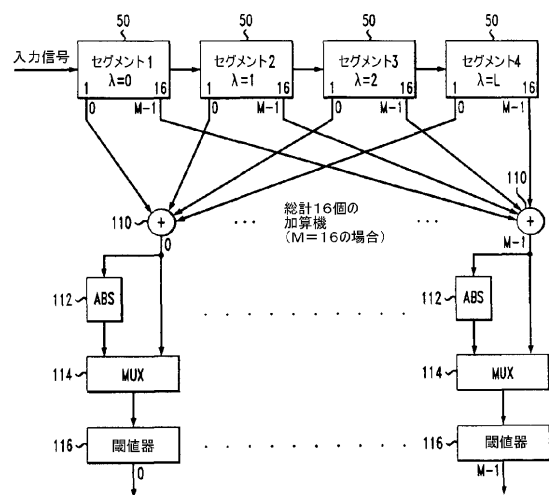 50 50 50 50
入力信号
セグメント1 セグメント2 セグメント3 セグメント4
λ=0 λ=1 λ=2 λ=L
1 16 1 16 1 16 1 16
0 M-1 0 M-1 0 M-1 0 M-1
110 + ··· 総計16個の ··· + 110
加算機
(M=16の場合)
0 M-1
112 ABS 112 ABS
114 MUX 114 MUX
116 閾値器 116 閾値器
0 M-1